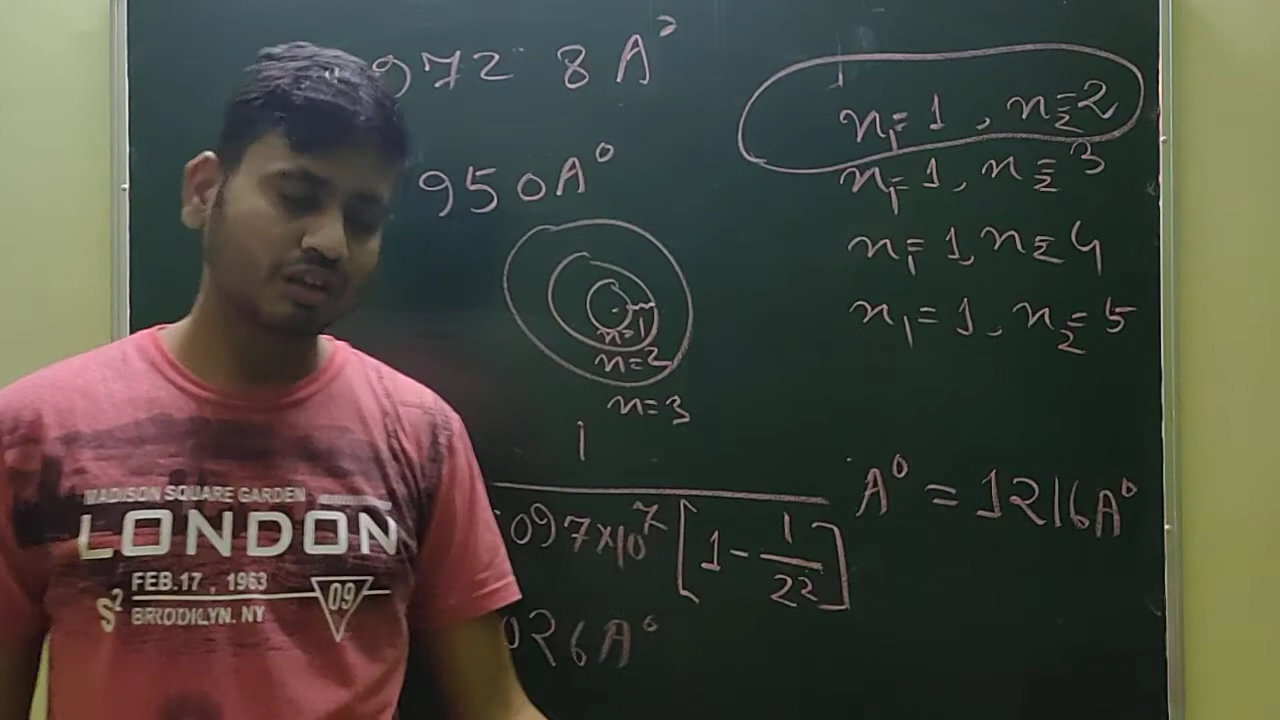 972 8 A°
950A°
n=1
n=2
n=3
n₁=1, n₂=2
n₁=1, n₂=3
n₁=1, n₂=4
n₁=1, n₂=5
1
097×10⁷ [1 - 1/2²] A° = 1216A°
026A°
MADISON SQUARE GARDEN
LONDON
FEB.17, 1963
S² BROOKLYN. NY
09